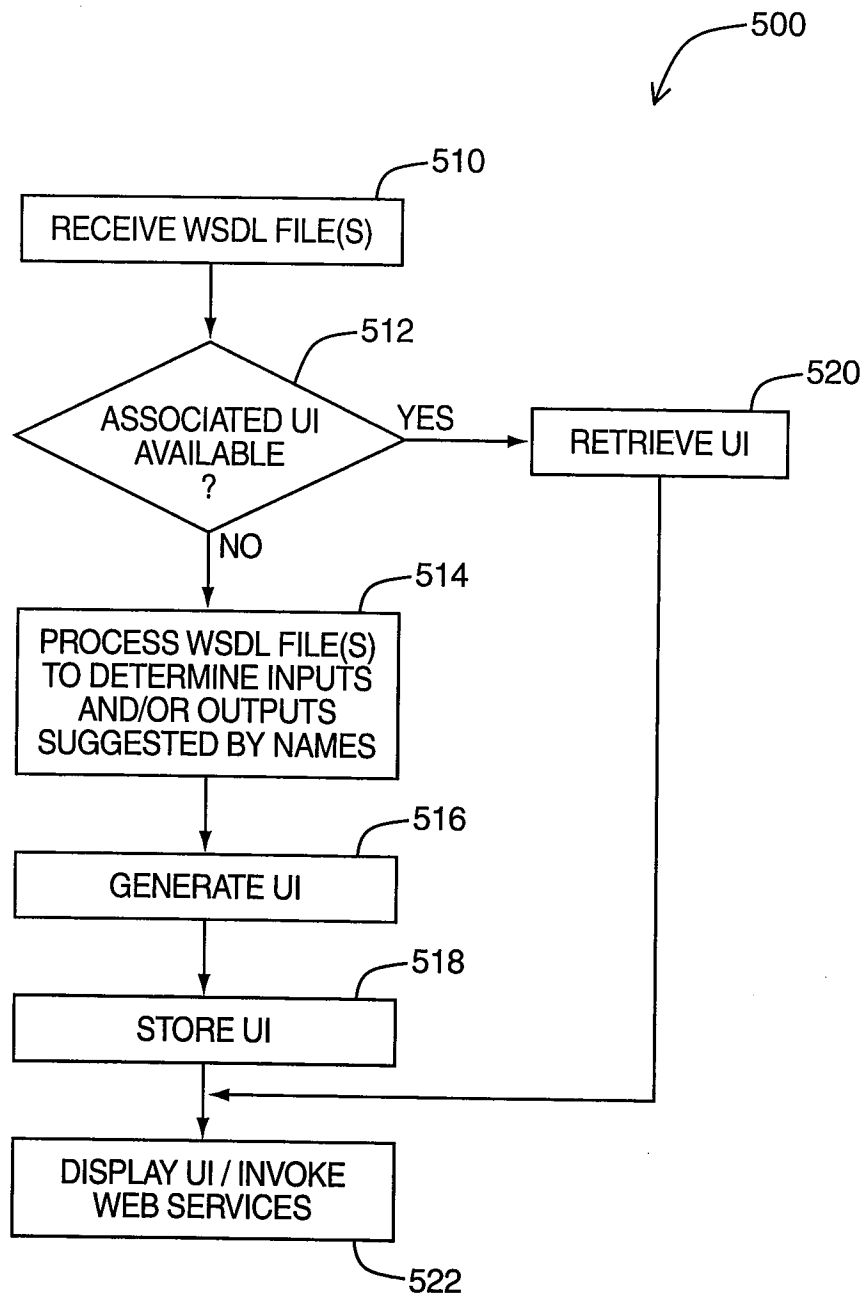 500
510
RECEIVE WSDL FILE(S)
512
ASSOCIATED UI
AVAILABLE
?
YES
520
RETRIEVE UI
NO
514
PROCESS WSDL FILE(S)
TO DETERMINE INPUTS
AND/OR OUTPUTS
SUGGESTED BY NAMES
516
GENERATE UI
518
STORE UI
DISPLAY UI / INVOKE
WEB SERVICES
522